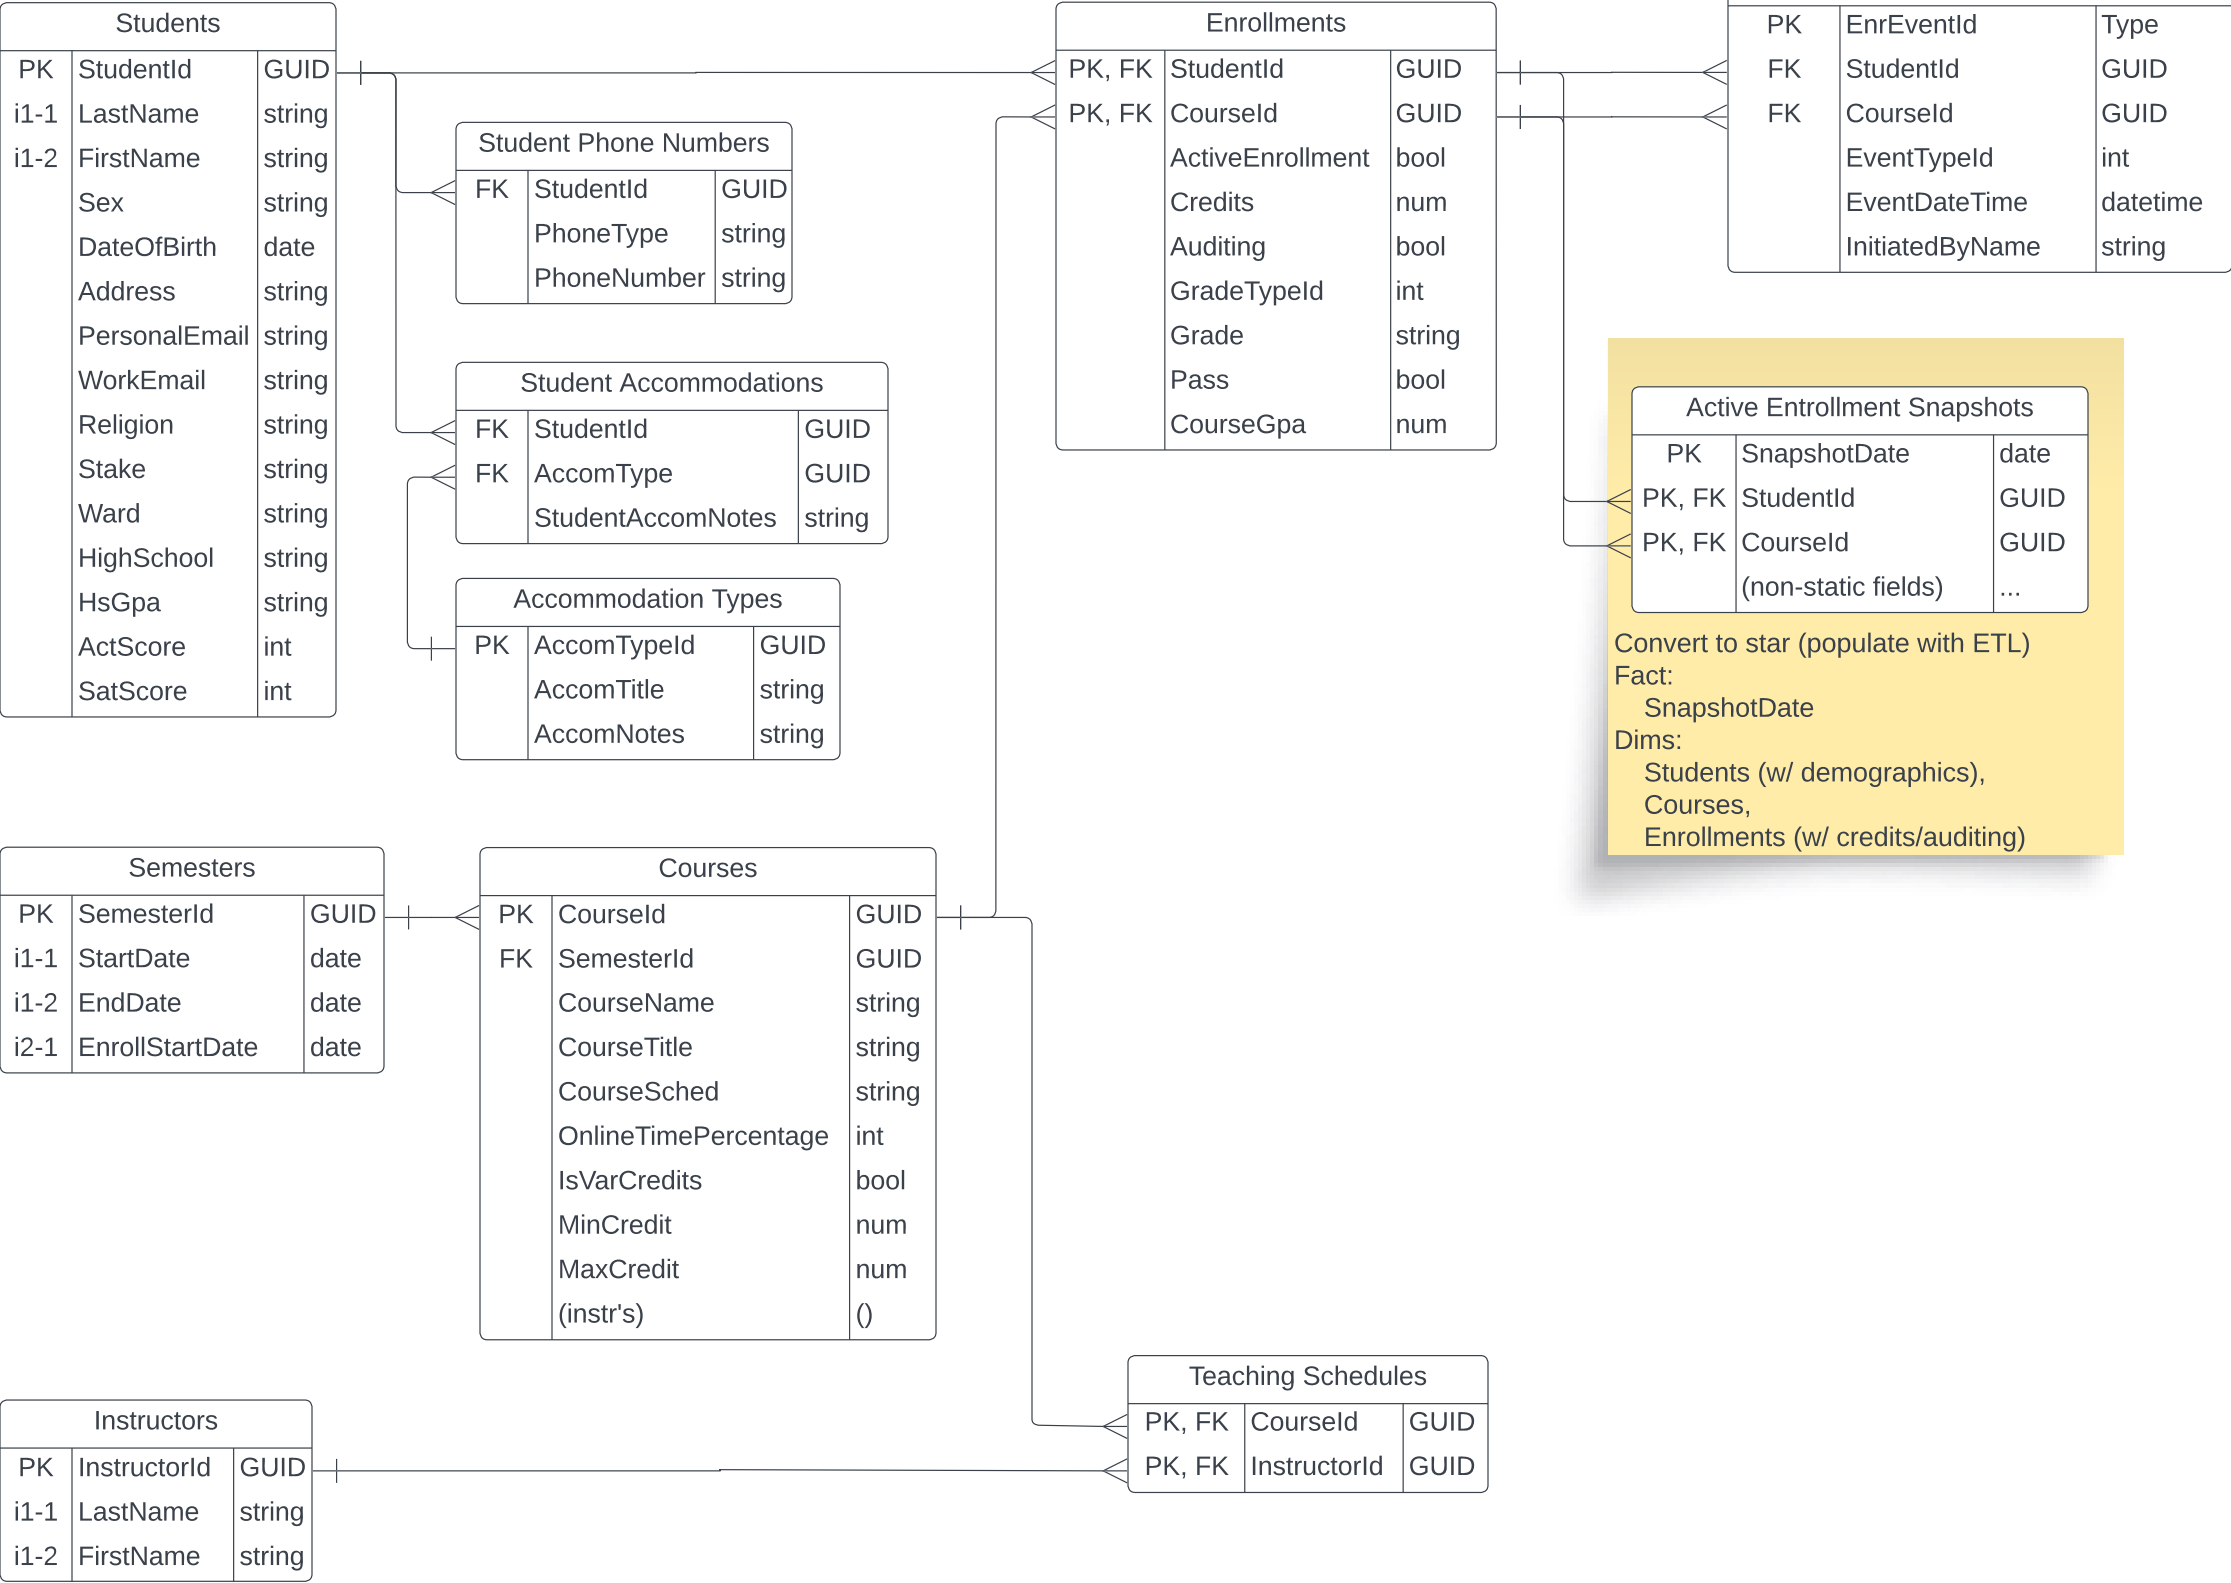 Students
PK StudentId GUID
i1-1 LastName string
i1-2 FirstName string
Sex string
DateOfBirth date
Address string
PersonalEmail string
WorkEmail string
Religion string
Stake string
Ward string
HighSchool string
HsGpa string
ActScore int
SatScore int
Student Phone Numbers
FK StudentId GUID
PhoneType string
PhoneNumber string
Student Accommodations
FK StudentId GUID
FK AccomType GUID
StudentAccomNotes string
Accommodation Types
PK AccomTypeId GUID
AccomTitle string
AccomNotes string
Enrollments
PK, FK StudentId GUID
PK, FK CourseId GUID
ActiveEnrollment bool
Credits num
Auditing bool
GradeTypeId int
Grade string
Pass bool
CourseGpa num
PK EnrEventId Type
FK StudentId GUID
FK CourseId GUID
EventTypeId int
EventDateTime datetime
InitiatedByName string
Active Entrollment Snapshots
PK SnapshotDate date
PK, FK StudentId GUID
PK, FK CourseId GUID
(non-static fields) ...
Convert to star (populate with ETL)
Fact:
SnapshotDate
Dims:
Students (w/ demographics),
Courses,
Enrollments (w/ credits/auditing)
Semesters
PK SemesterId GUID
i1-1 StartDate date
i1-2 EndDate date
i2-1 EnrollStartDate date
Courses
PK CourseId GUID
FK SemesterId GUID
CourseName string
CourseTitle string
CourseSched string
OnlineTimePercentage int
IsVarCredits bool
MinCredit num
MaxCredit num
(instr's) ()
Instructors
PK InstructorId GUID
i1-1 LastName string
i1-2 FirstName string
Teaching Schedules
PK, FK CourseId GUID
PK, FK InstructorId GUID